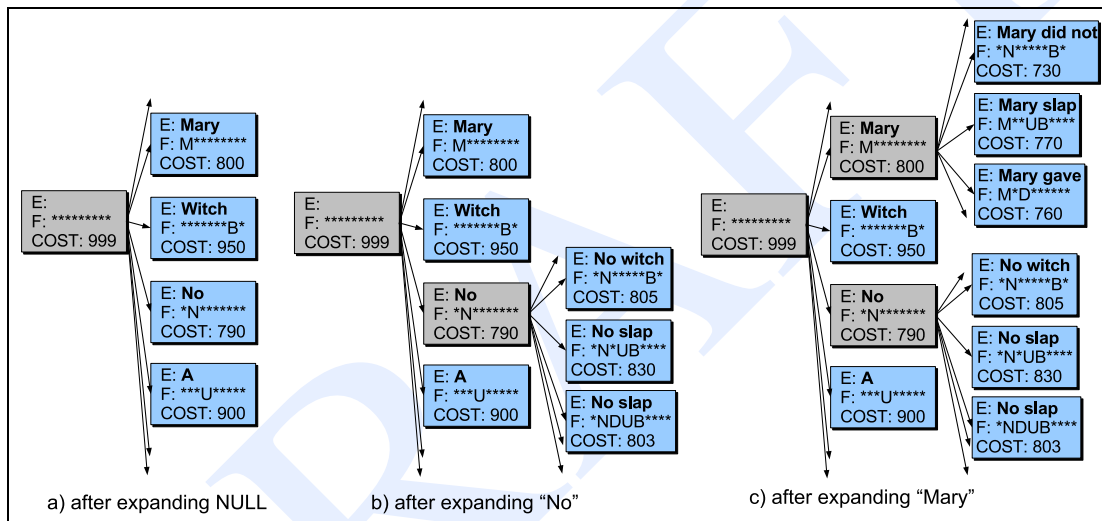 E:
F: *********
COST: 999
E: Mary
F: M********
COST: 800
E: Witch
F: *******B*
COST: 950
E: No
F: *N*******
COST: 790
E: A
F: ***U*****
COST: 900
a) after expanding NULL
E:
F: *********
COST: 999
E: Mary
F: M********
COST: 800
E: Witch
F: *******B*
COST: 950
E: No
F: *N*******
COST: 790
E: A
F: ***U*****
COST: 900
E: No witch
F: *N*****B*
COST: 805
E: No slap
F: *N*UB****
COST: 830
E: No slap
F: *NDUB****
COST: 803
b) after expanding “No”
E:
F: *********
COST: 999
E: Mary
F: M********
COST: 800
E: Witch
F: *******B*
COST: 950
E: No
F: *N*******
COST: 790
E: A
F: ***U*****
COST: 900
E: Mary did not
F: *N*****B*
COST: 730
E: Mary slap
F: M**UB****
COST: 770
E: Mary gave
F: M*D******
COST: 760
E: No witch
F: *N*****B*
COST: 805
E: No slap
F: *N*UB****
COST: 830
E: No slap
F: *NDUB****
COST: 803
c) after expanding “Mary”